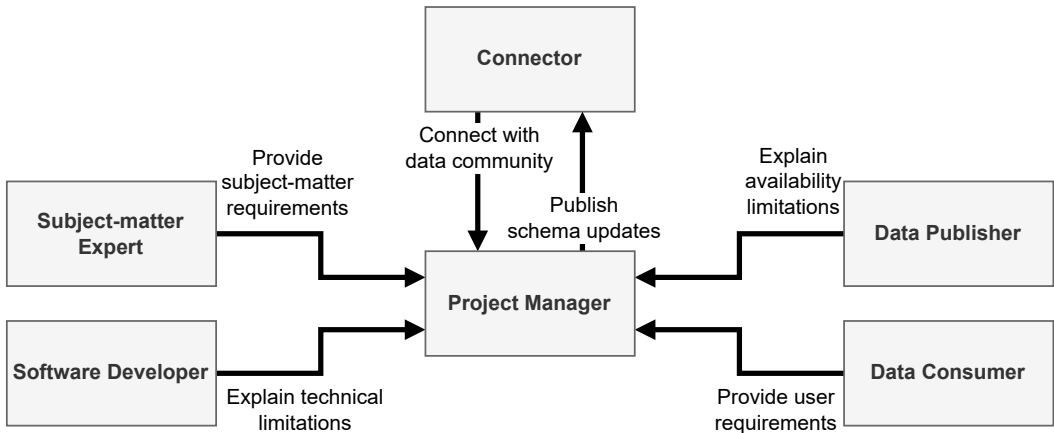 Connector
Connect with
data community
Provide
subject-matter
requirements
Explain
availability
limitations
Publish
schema updates
Subject-matter
Expert
Data Publisher
Project Manager
Software Developer
Data Consumer
Explain technical
limitations
Provide user
requirements